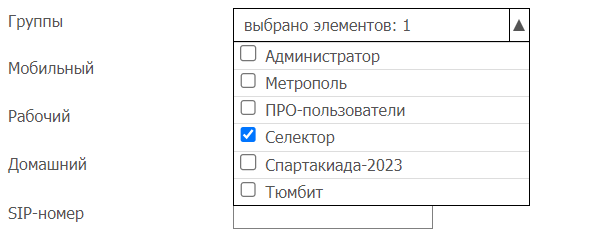 Группы
выбрано элементов: 1
Администратор
Мобильный
Метрополь
ПРО-пользователи
Рабочий
Селектор
Домашний
Спартакиада-2023
Тюмбит
SIP-номер